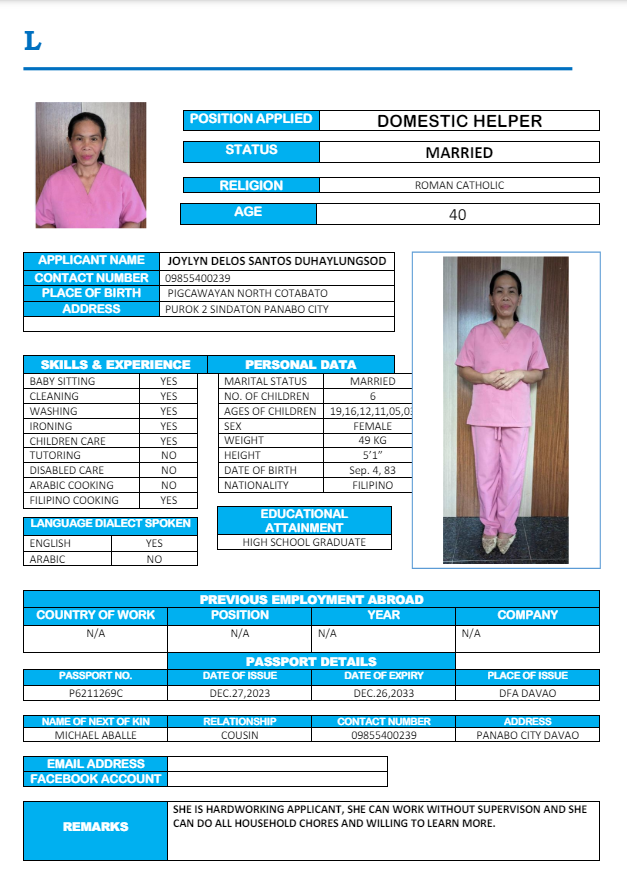 L
POSITION APPLIED DOMESTIC HELPER
STATUS MARRIED
RELIGION ROMAN CATHOLIC
AGE 40
APPLICANT NAME JOYLYN DELOS SANTOS DUHAYLUNGSOD
CONTACT NUMBER 09855400239
PLACE OF BIRTH PIGCAWAYAN NORTH COTABATO
ADDRESS PUROK 2 SINDATON PANABO CITY
SKILLS & EXPERIENCE PERSONAL DATA
BABY SITTING YES MARITAL STATUS MARRIED
CLEANING YES NO. OF CHILDREN 6
WASHING YES AGES OF CHILDREN 19,16,12,11,05,03
IRONING YES SEX FEMALE
CHILDREN CARE YES WEIGHT 49 KG
TUTORING NO HEIGHT 5’1”
DISABLED CARE NO DATE OF BIRTH Sep. 4, 83
ARABIC COOKING NO NATIONALITY FILIPINO
FILIPINO COOKING YES
LANGUAGE DIALECT SPOKEN
ENGLISH YES
ARABIC NO
EDUCATIONAL
ATTAINMENT
HIGH SCHOOL GRADUATE
PREVIOUS EMPLOYMENT ABROAD
COUNTRY OF WORK POSITION YEAR COMPANY
N/A N/A N/A N/A
PASSPORT DETAILS
PASSPORT NO. DATE OF ISSUE DATE OF EXPIRY PLACE OF ISSUE
P6211269C DEC.27,2023 DEC.26,2033 DFA DAVAO
NAME OF NEXT OF KIN RELATIONSHIP CONTACT NUMBER ADDRESS
MICHAEL ABALLE COUSIN 09855400239 PANABO CITY DAVAO
EMAIL ADDRESS
FACEBOOK ACCOUNT
REMARKS
SHE IS HARDWORKING APPLICANT, SHE CAN WORK WITHOUT SUPERVISON AND SHE
CAN DO ALL HOUSEHOLD CHORES AND WILLING TO LEARN MORE.